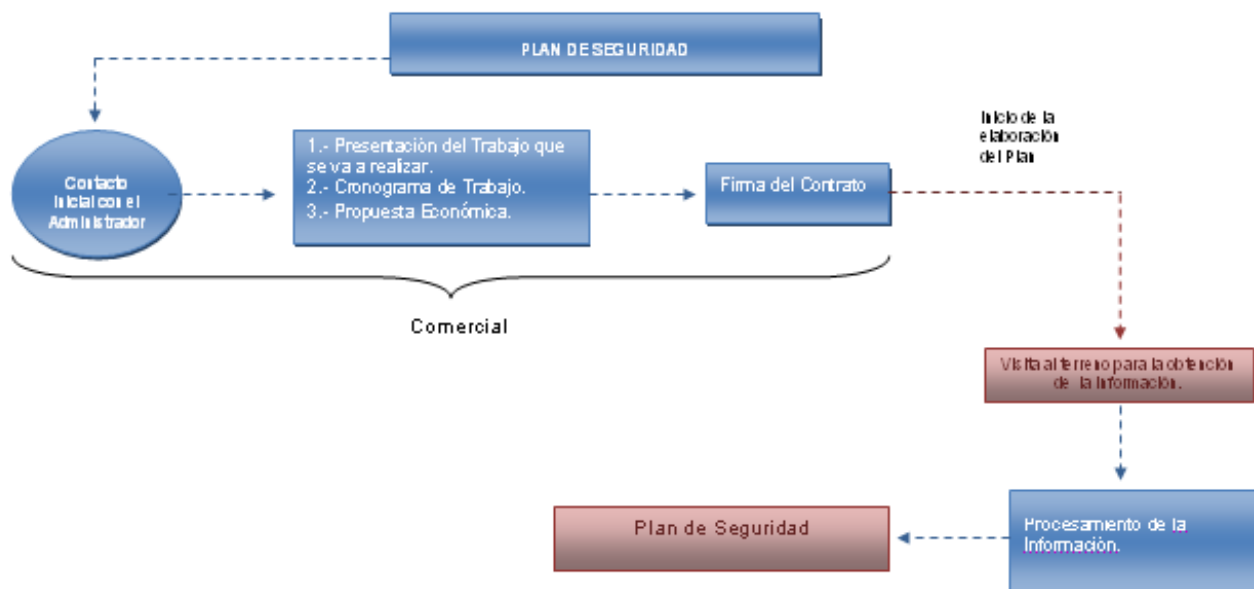 PLAN DE SEGURIDAD
Contacto
Inicial con el
Administrador
1.- Presentación del Trabajo que
se va a realizar.
2.- Cronograma de Trabajo.
3.- Propuesta Económica.
Firma del Contrato
Inicio de la
elaboración
del Plan
Comercial
Visita al terreno para la obtención
de la Información.
Procesamiento de la
Información.
Plan de Seguridad